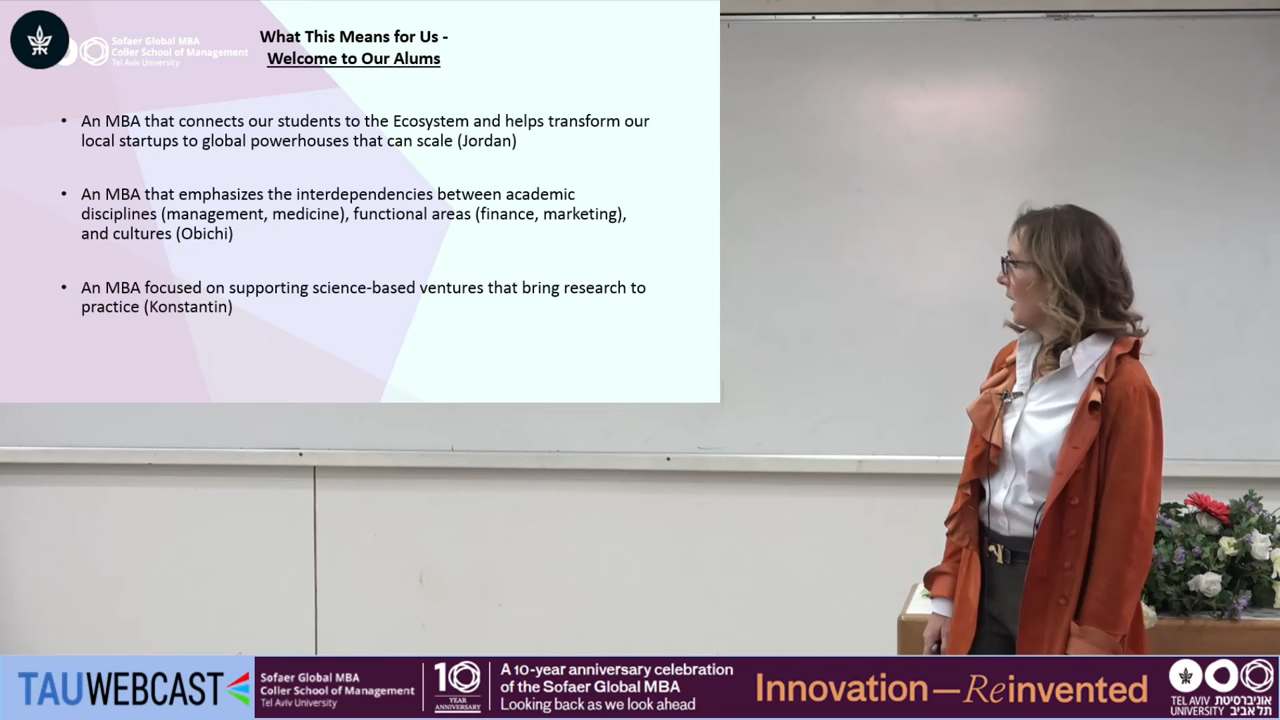 Sofaer Global MBA
Coller School of Management
Tel Aviv University
What This Means for Us -
Welcome to Our Alums
• An MBA that connects our students to the Ecosystem and helps transform our
local startups to global powerhouses that can scale (Jordan)
• An MBA that emphasizes the interdependencies between academic
disciplines (management, medicine), functional areas (finance, marketing),
and cultures (Obichi)
• An MBA focused on supporting science-based ventures that bring research to
practice (Konstantin)
TAUWEBCAST
Sofaer Global MBA
Coller School of Management
Tel Aviv University
10
YEAR
ANNIVERSARY
A 10-year anniversary celebration
of the Sofaer Global MBA
Looking back as we look ahead
Innovation—Reinvented
TEL AVIV אוניברסיטת
UNIVERSITY תל אביב